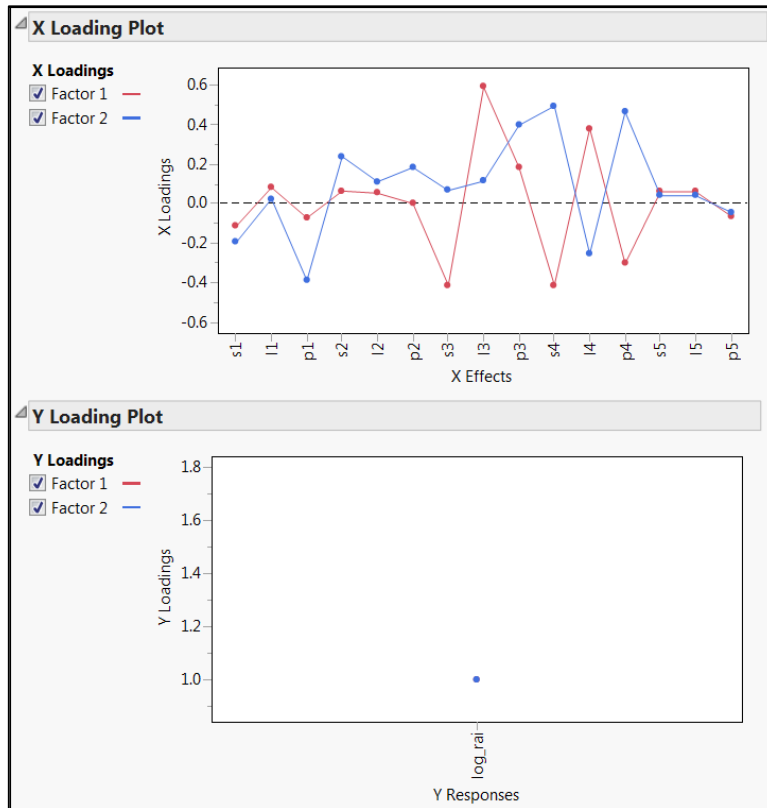 X Loading Plot
X Loadings
Factor 1
Factor 2
X Loadings
0.6
0.4
0.2
0.0
-0.2
-0.4
-0.6
s1
l1
p1
s2
l2
p2
s3
l3
p3
s4
l4
p4
s5
l5
p5
X Effects
Y Loading Plot
Y Loadings
Factor 1
Factor 2
Y Loadings
1.8
1.6
1.4
1.2
1.0
log_rai
Y Responses